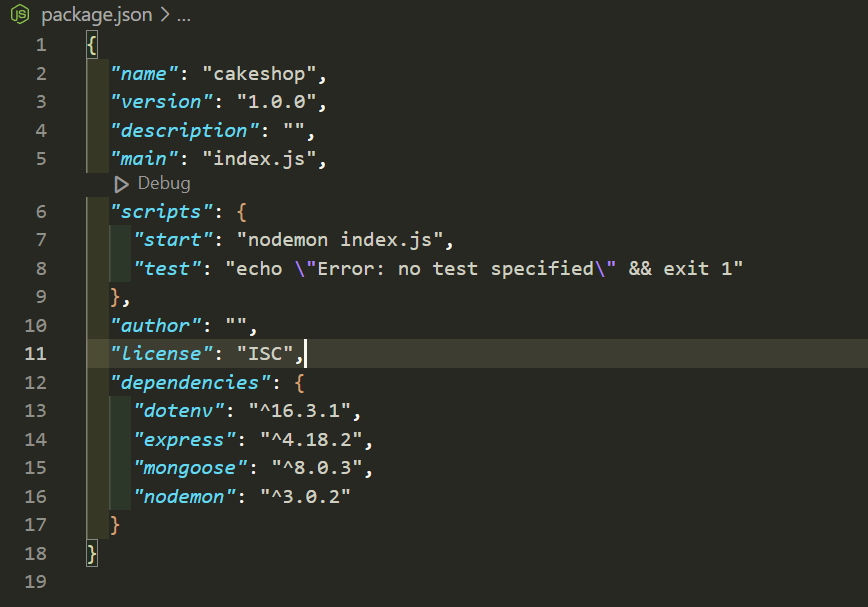 JS package.json > ...
1 {
2 "name": "cakeshop",
3 "version": "1.0.0",
4 "description": "",
5 "main": "index.js",
Debug
6 "scripts": {
7 "start": "nodemon index.js",
8 "test": "echo \"Error: no test specified\" && exit 1"
9 },
10 "author": "",
11 "license": "ISC",
12 "dependencies": {
13 "dotenv": "^16.3.1",
14 "express": "^4.18.2",
15 "mongoose": "^8.0.3",
16 "nodemon": "^3.0.2"
17 }
18 }
19